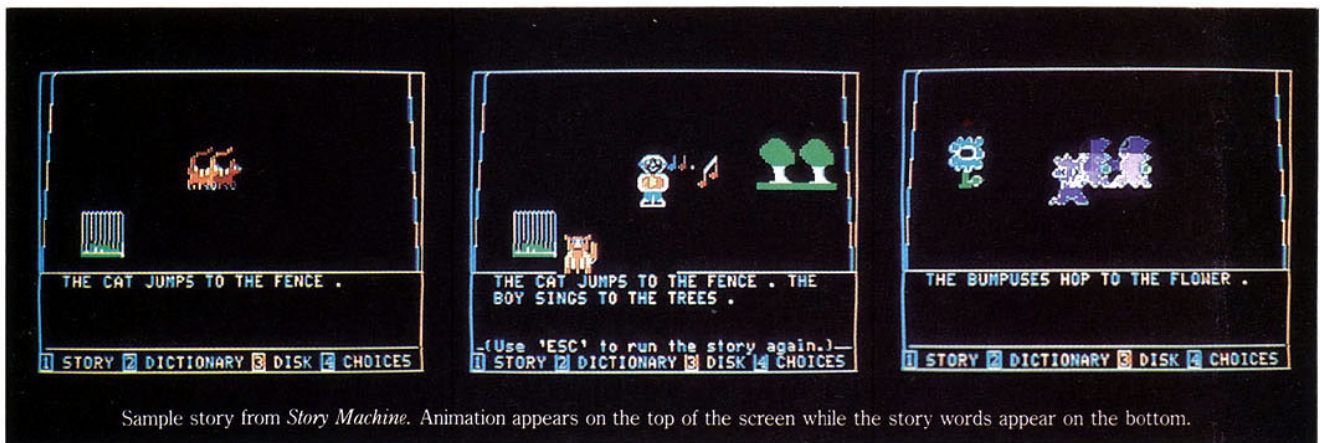 THE CAT JUMPS TO THE FENCE .
1 STORY 2 DICTIONARY 3 DISK 4 CHOICES
THE CAT JUMPS TO THE FENCE . THE
BOY SINGS TO THE TREES .
(Use 'ESC' to run the story again.)
1 STORY 2 DICTIONARY 3 DISK 4 CHOICES
THE BUMPUSES HOP TO THE FLOWER .
1 STORY 2 DICTIONARY 3 DISK 4 CHOICES
Sample story from Story Machine. Animation appears on the top of the screen while the story words appear on the bottom.